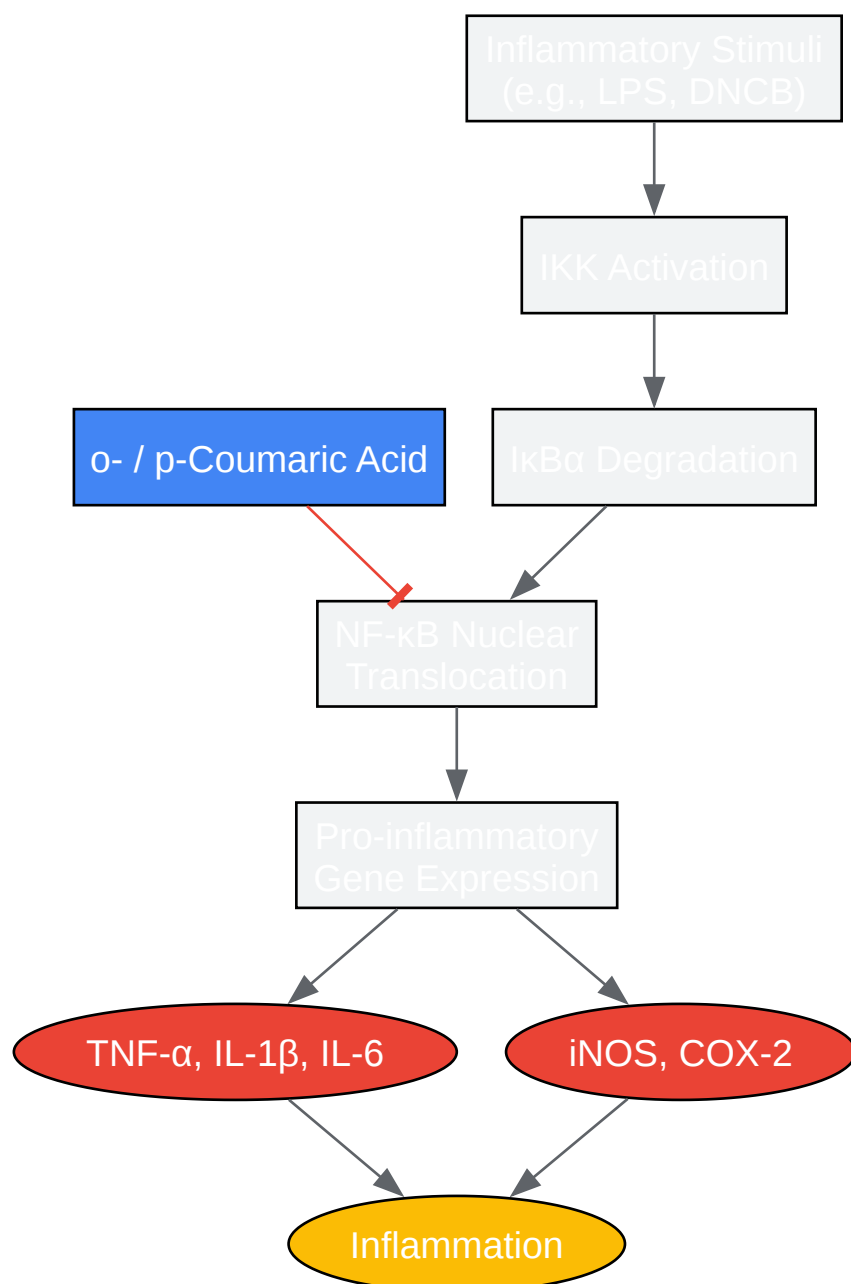 Inflammatory Stimuli
(e.g., LPS, DNCB)
IKK Activation
o- / p-Coumaric Acid
IκBα Degradation
NF-κB Nuclear
Translocation
Pro-inflammatory
Gene Expression
TNF-α, IL-1β, IL-6
iNOS, COX-2
Inflammation